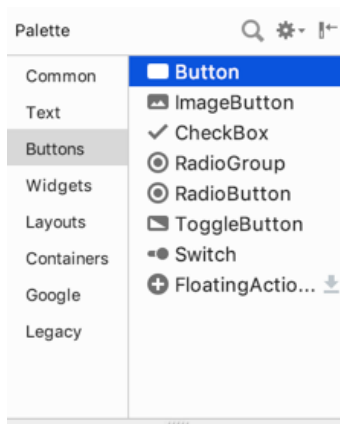 Palette
Common
Text
Buttons
Widgets
Layouts
Containers
Google
Legacy
Button
ImageButton
CheckBox
RadioGroup
RadioButton
ToggleButton
Switch
FloatingActio...